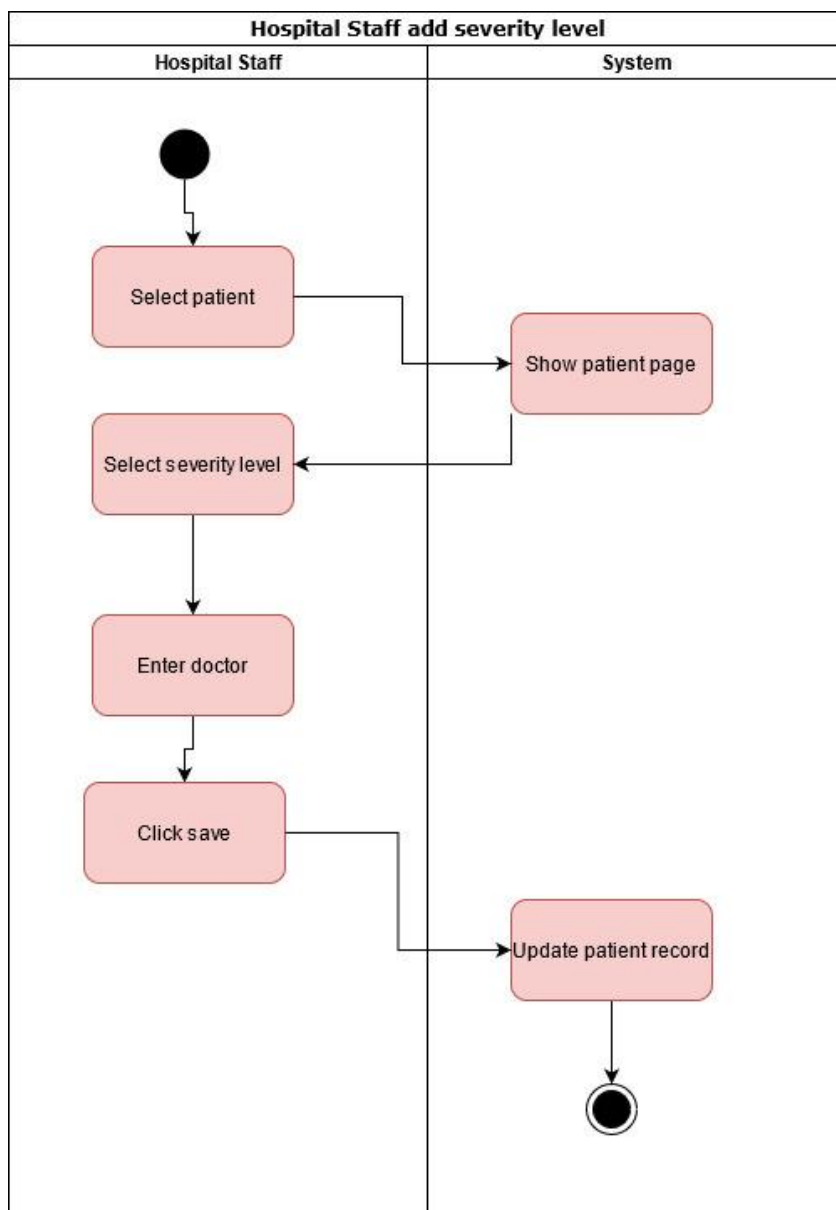 Hospital Staff add severity level
Hospital Staff
System
Select patient
Show patient page
Select severity level
Enter doctor
Click save
Update patient record